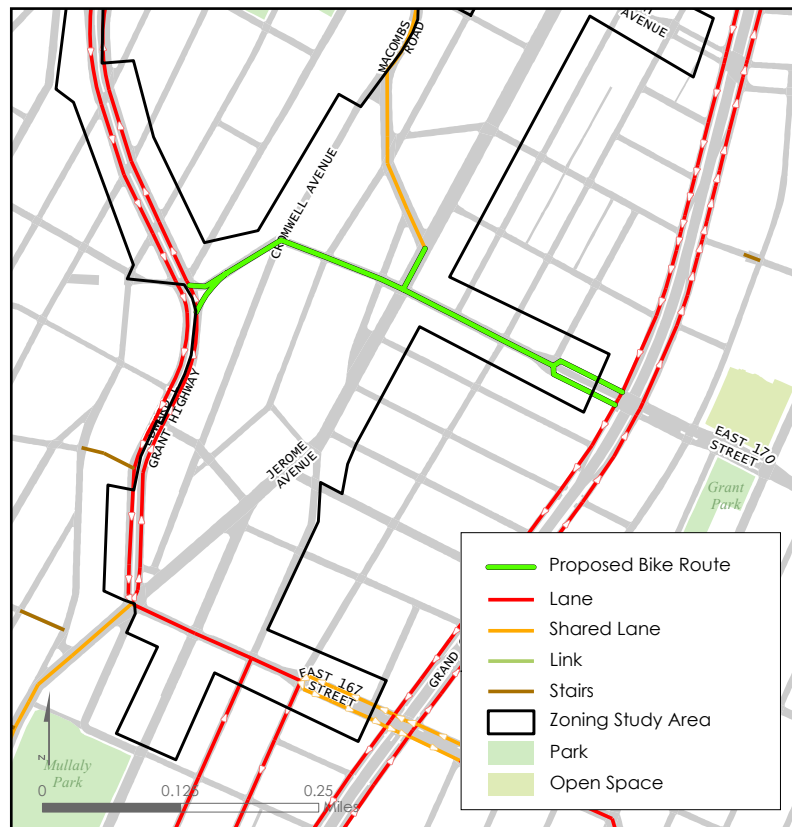 AVENUE
MACOMBS
ROAD
CROMWELL AVENUE
GRANT HIGHWAY
JEROME
AVENUE
EAST 170
STREET
Grant
Park
EAST 167
STREET
GRAND
Mullaly
Park
z
0 0.125 0.25
Miles
Proposed Bike Route
Lane
Shared Lane
Link
Stairs
Zoning Study Area
Park
Open Space